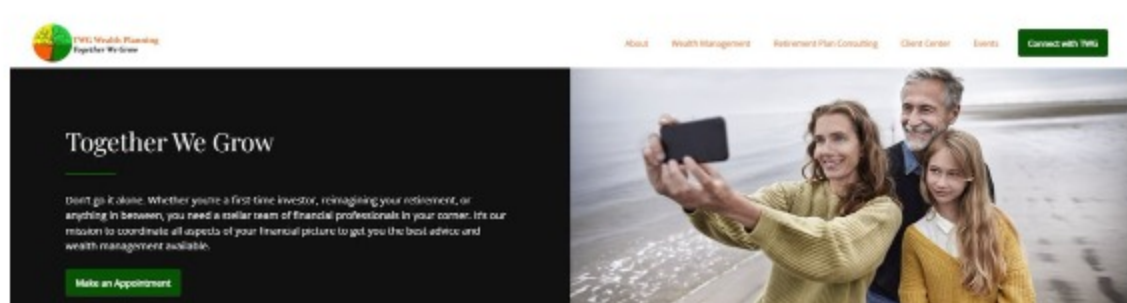 TWG Wealth Planning
Together We Grow
About Wealth Management Retirement Plan Consulting Client Center Events Connect with TWG
Together We Grow
Don't go it alone. Whether you're a first-time investor, reimagining your retirement, or
anything in between, you need a stellar team of financial professionals in your corner. It's our
mission to coordinate all aspects of your financial picture to get you the best advice and
wealth management available.
Make an Appointment